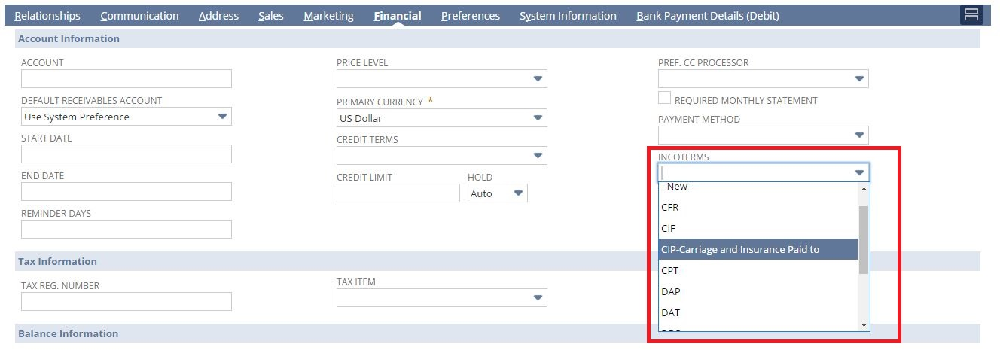 Relationships Communication Address Sales Marketing Financial Preferences System Information Bank Payment Details (Debit)
Account Information
ACCOUNT
DEFAULT RECEIVABLES ACCOUNT
Use System Preference
START DATE
END DATE
REMINDER DAYS
PRICE LEVEL
PRIMARY CURRENCY *
US Dollar
CREDIT TERMS
CREDIT LIMIT
HOLD
Auto
PREF. CC PROCESSOR
REQUIRED MONTHLY STATEMENT
PAYMENT METHOD
INCOTERMS
- New -
CFR
CIF
CIP-Carriage and Insurance Paid to
CPT
DAP
DAT
Tax Information
TAX REG. NUMBER
TAX ITEM
Balance Information